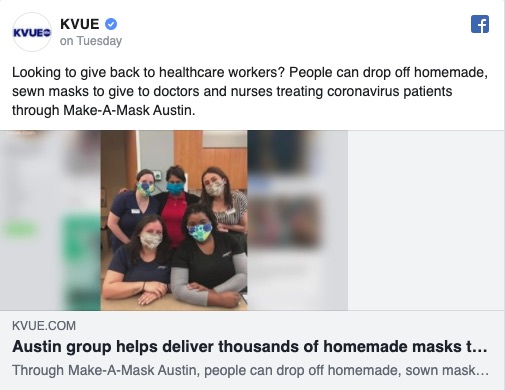 KVUE
KVUE
on Tuesday
Looking to give back to healthcare workers? People can drop off homemade,
sewn masks to give to doctors and nurses treating coronavirus patients
through Make-A-Mask Austin.
KVUE.COM
Austin group helps deliver thousands of homemade masks t...
Through Make-A-Mask Austin, people can drop off homemade, sown mask...